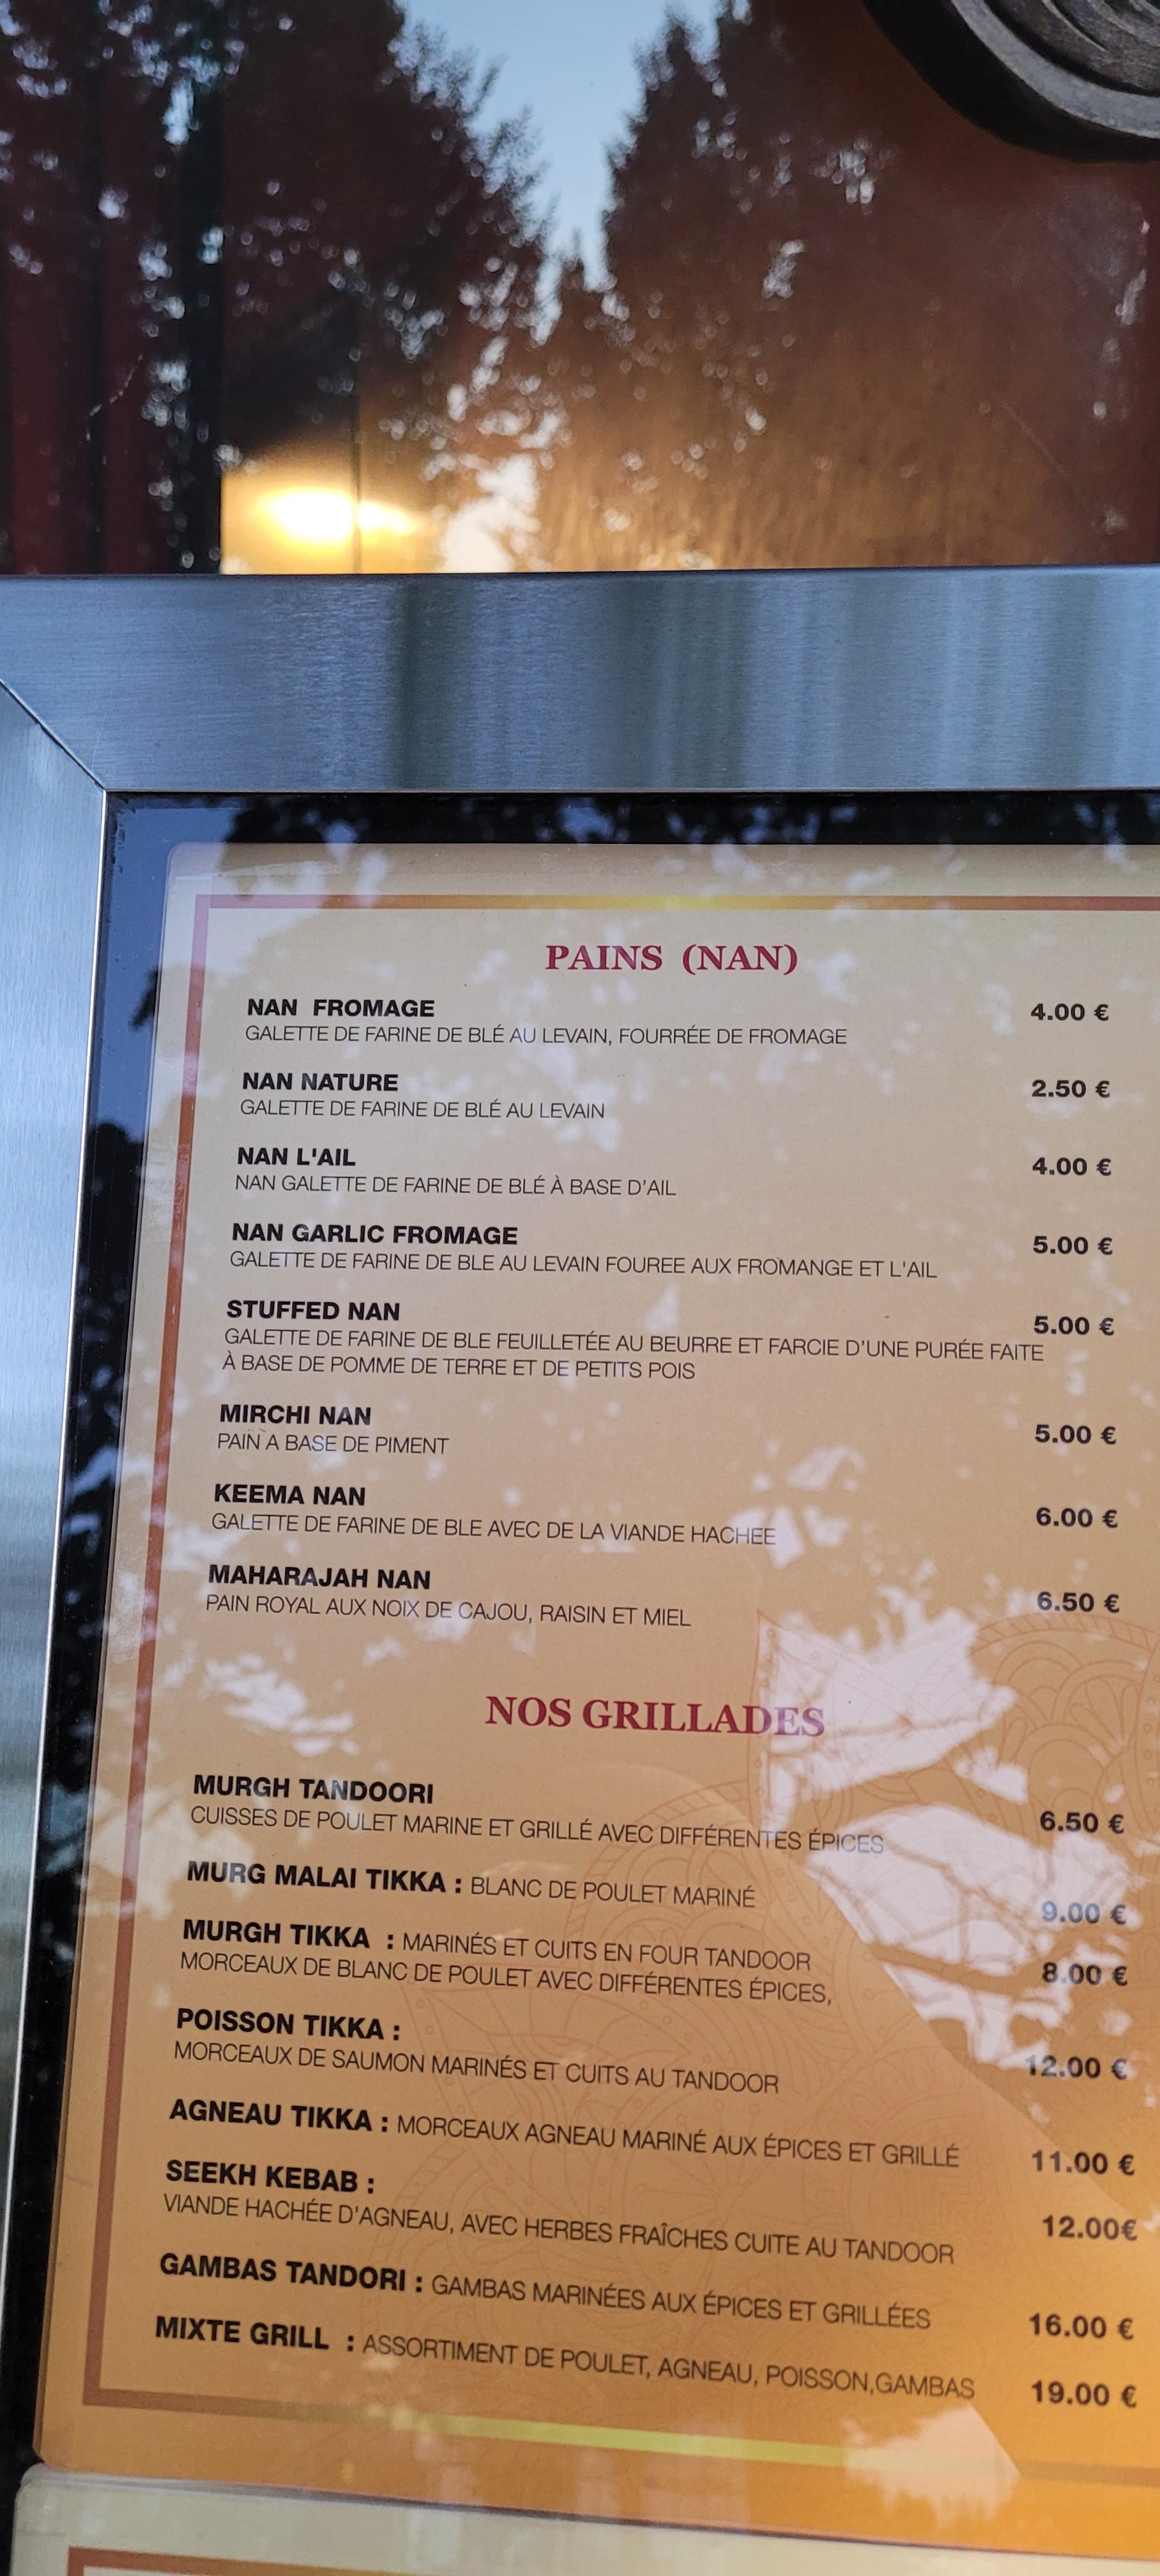 PAINS (NAN)
NAN FROMAGE 4.00 €
GALETTE DE FARINE DE BLÉ AU LEVAIN, FOURRÉE DE FROMAGE
NAN NATURE 2.50 €
GALETTE DE FARINE DE BLÉ AU LEVAIN
NAN L'AIL 4.00 €
NAN GALETTE DE FARINE DE BLÉ À BASE D'AIL
NAN GARLIC FROMAGE 5.00 €
GALETTE DE FARINE DE BLE AU LEVAIN FOUREE AUX FROMANGE ET L'AIL
STUFFED NAN 5.00 €
GALETTE DE FARINE DE BLE FEUILLETÉE AU BEURRE ET FARCIE D'UNE PURÉE FAITE
À BASE DE POMME DE TERRE ET DE PETITS POIS
MIRCHI NAN 5.00 €
PAIN A BASE DE PIMENT
KEEMA NAN 6.00 €
GALETTE DE FARINE DE BLE AVEC DE LA VIANDE HACHEE
MAHARAJAH NAN 6.50 €
PAIN ROYAL AUX NOIX DE CAJOU, RAISIN ET MIEL
NOS GRILLADES
MURGH TANDOORI 6.50 €
CUISSES DE POULET MARINE ET GRILLÉ AVEC DIFFÉRENTES ÉPICES
MURG MALAI TIKKA : BLANC DE POULET MARINÉ 9.00 €
MURGH TIKKA : MARINÉS ET CUITS EN FOUR TANDOOR 8.00 €
MORCEAUX DE BLANC DE POULET AVEC DIFFÉRENTES ÉPICES,
POISSON TIKKA : 12.00 €
MORCEAUX DE SAUMON MARINÉS ET CUITS AU TANDOOR
AGNEAU TIKKA : MORCEAUX AGNEAU MARINÉ AUX ÉPICES ET GRILLÉ 11.00 €
SEEKH KEBAB : 12.00€
VIANDE HACHÉE D'AGNEAU, AVEC HERBES FRAÎCHES CUITE AU TANDOOR
GAMBAS TANDORI : GAMBAS MARINÉES AUX ÉPICES ET GRILLÉES 16.00 €
MIXTE GRILL : ASSORTIMENT DE POULET, AGNEAU, POISSON,GAMBAS 19.00 €